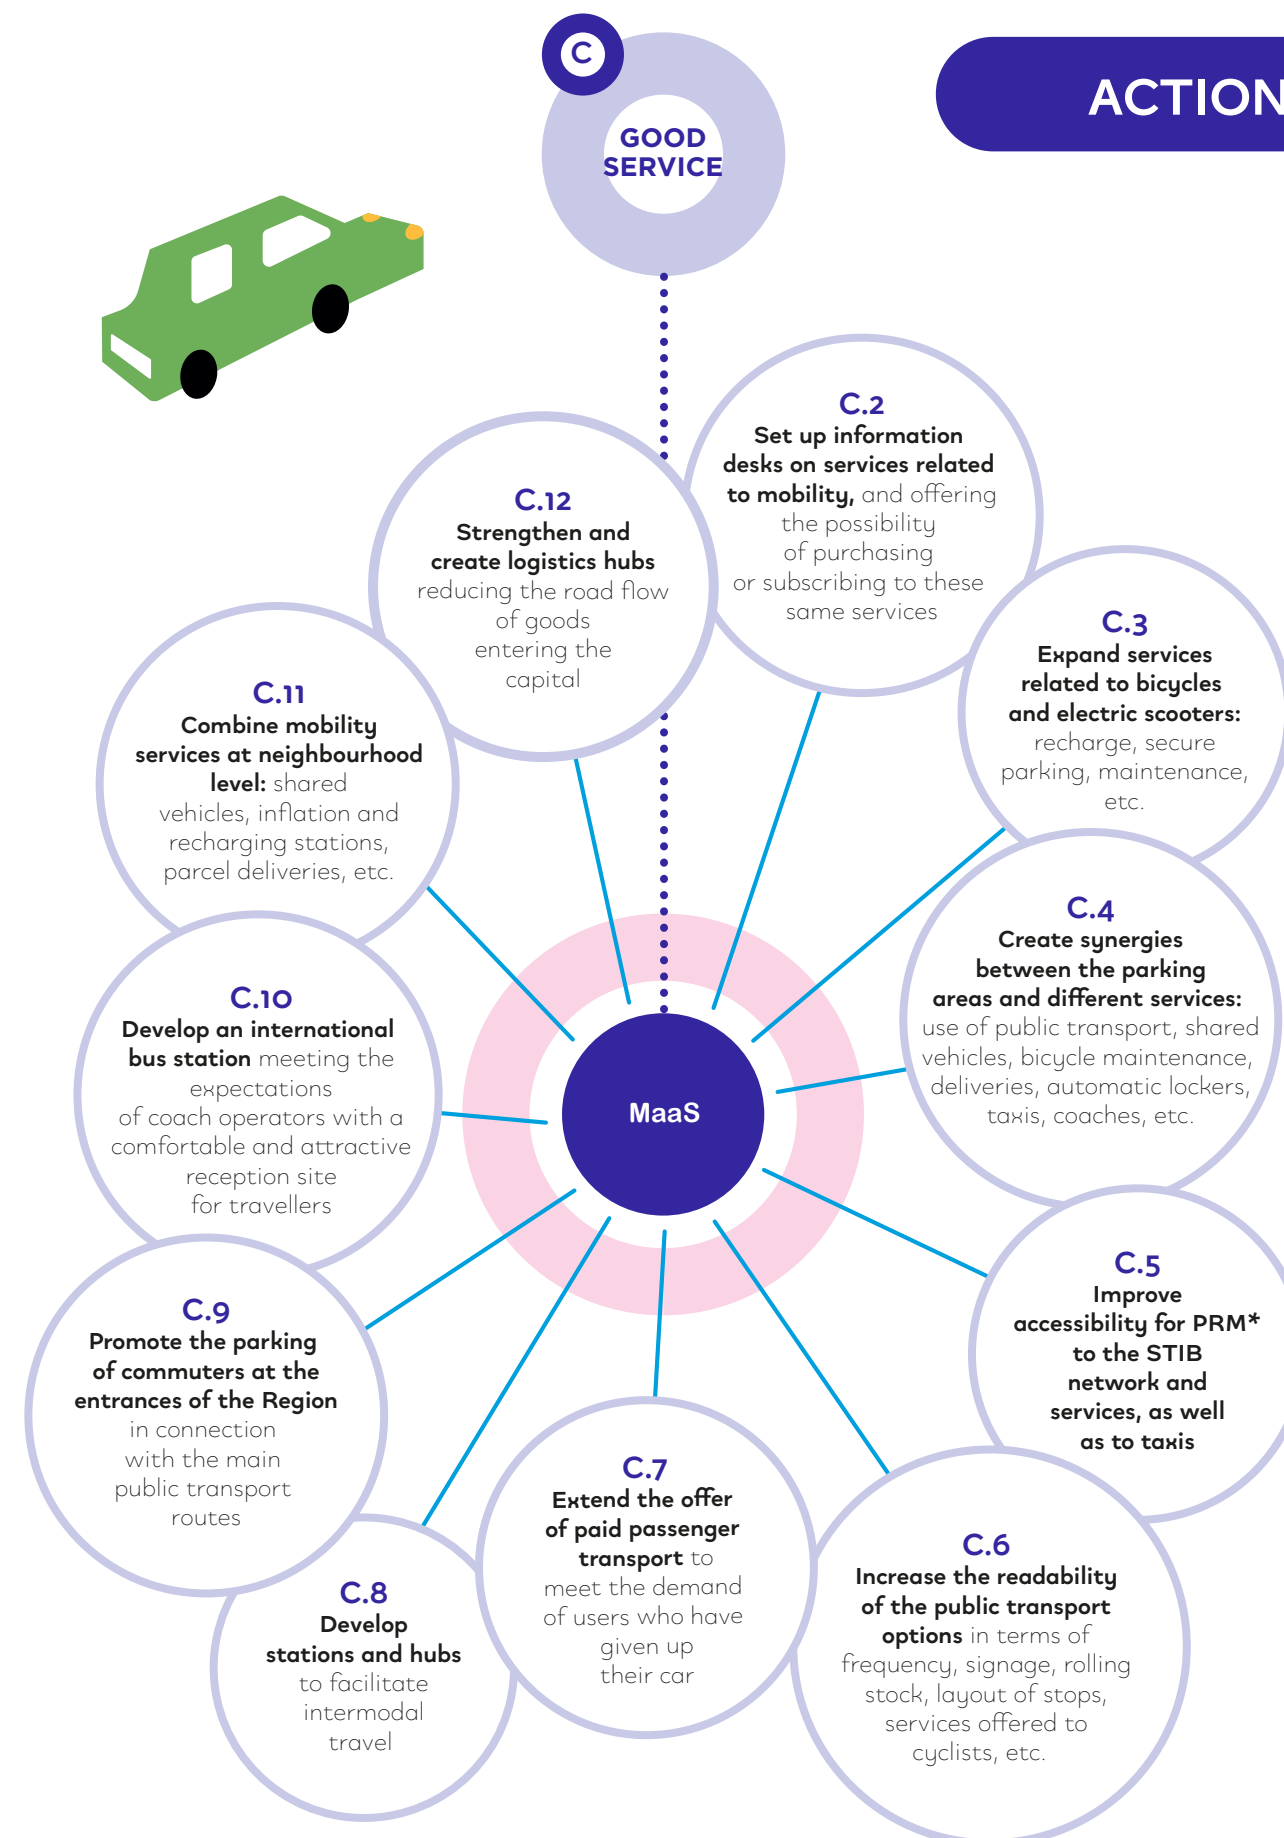 C
GOOD
SERVICE
ACTION
C.2
Set up information
desks on services related
to mobility, and offering
the possibility
of purchasing
or subscribing to these
same services
C.3
Expand services
related to bicycles
and electric scooters:
recharge, secure
parking, maintenance,
etc.
C.4
Create synergies
between the parking
areas and different services:
use of public transport, shared
vehicles, bicycle maintenance,
deliveries, automatic lockers,
taxis, coaches, etc.
C.5
Improve
accessibility for PRM*
to the STIB
network and
services, as well
as to taxis
C.6
Increase the readability
of the public transport
options in terms of
frequency, signage, rolling
stock, layout of stops,
services offered to
cyclists, etc.
C.7
Extend the offer
of paid passenger
transport to
meet the demand
of users who have
given up
their car
C.8
Develop
stations and hubs
to facilitate
intermodal
travel
C.9
Promote the parking
of commuters at the
entrances of the Region
in connection
with the main
public transport
routes
C.10
Develop an international
bus station meeting the
expectations
of coach operators with a
comfortable and attractive
reception site
for travellers
C.11
Combine mobility
services at neighbourhood
level: shared
vehicles, inflation and
recharging stations,
parcel deliveries, etc.
C.12
Strengthen and
create logistics hubs
reducing the road flow
of goods
entering the
capital
MaaS